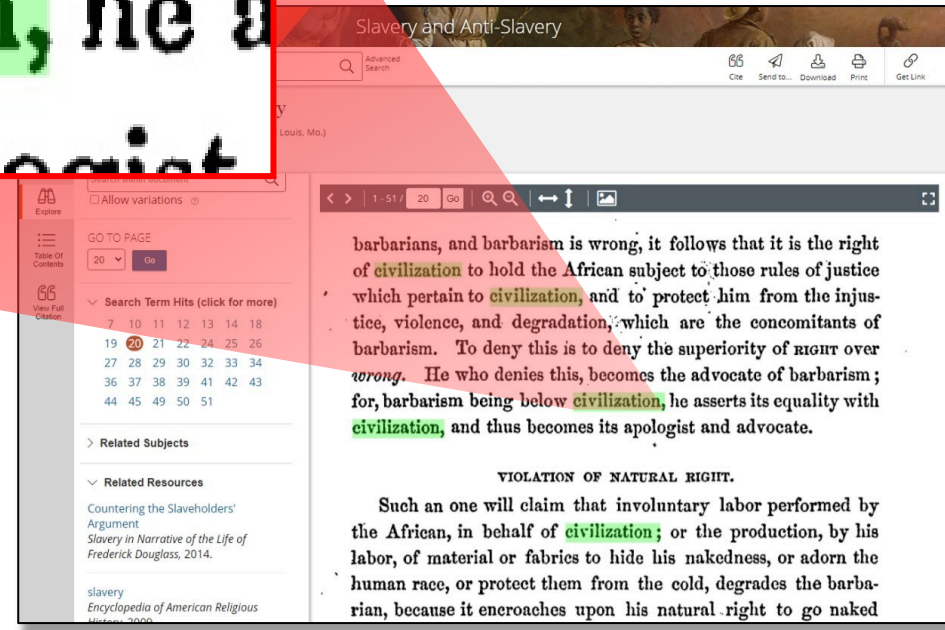 , he a
ogist
Slavery and Anti-Slavery
Advanced
Search
Cite
Send to...
Download
Print
Get Link
y
Louis, Mo.)
Explore
Table Of
Contents
View Full
Citation
Search within document
Allow variations
GO TO PAGE
20
Go
Search Term Hits (click for more)
7 10 11 12 13 14 18
19 20 21 22 24 25 26
27 28 29 30 32 33 34
36 37 38 39 41 42 43
44 45 49 50 51
Related Subjects
Related Resources
Countering the Slaveholders'
Argument
Slavery in Narrative of the Life of
Frederick Douglass, 2014.
slavery
Encyclopedia of American Religious
History, 2009
1 - 51 / 20 Go
barbarians, and barbarism is wrong, it follows that it is the right
of civilization to hold the African subject to those rules of justice
which pertain to civilization, and to protect him from the injus-
tice, violence, and degradation, which are the concomitants of
barbarism. To deny this is to deny the superiority of RIGHT over
wrong. He who denies this, becomes the advocate of barbarism;
for, barbarism being below civilization, he asserts its equality with
civilization, and thus becomes its apologist and advocate.
VIOLATION OF NATURAL RIGHT.
Such an one will claim that involuntary labor performed by
the African, in behalf of civilization; or the production, by his
labor, of material or fabrics to hide his nakedness, or adorn the
human race, or protect them from the cold, degrades the barba-
rian, because it encroaches upon his natural right to go naked